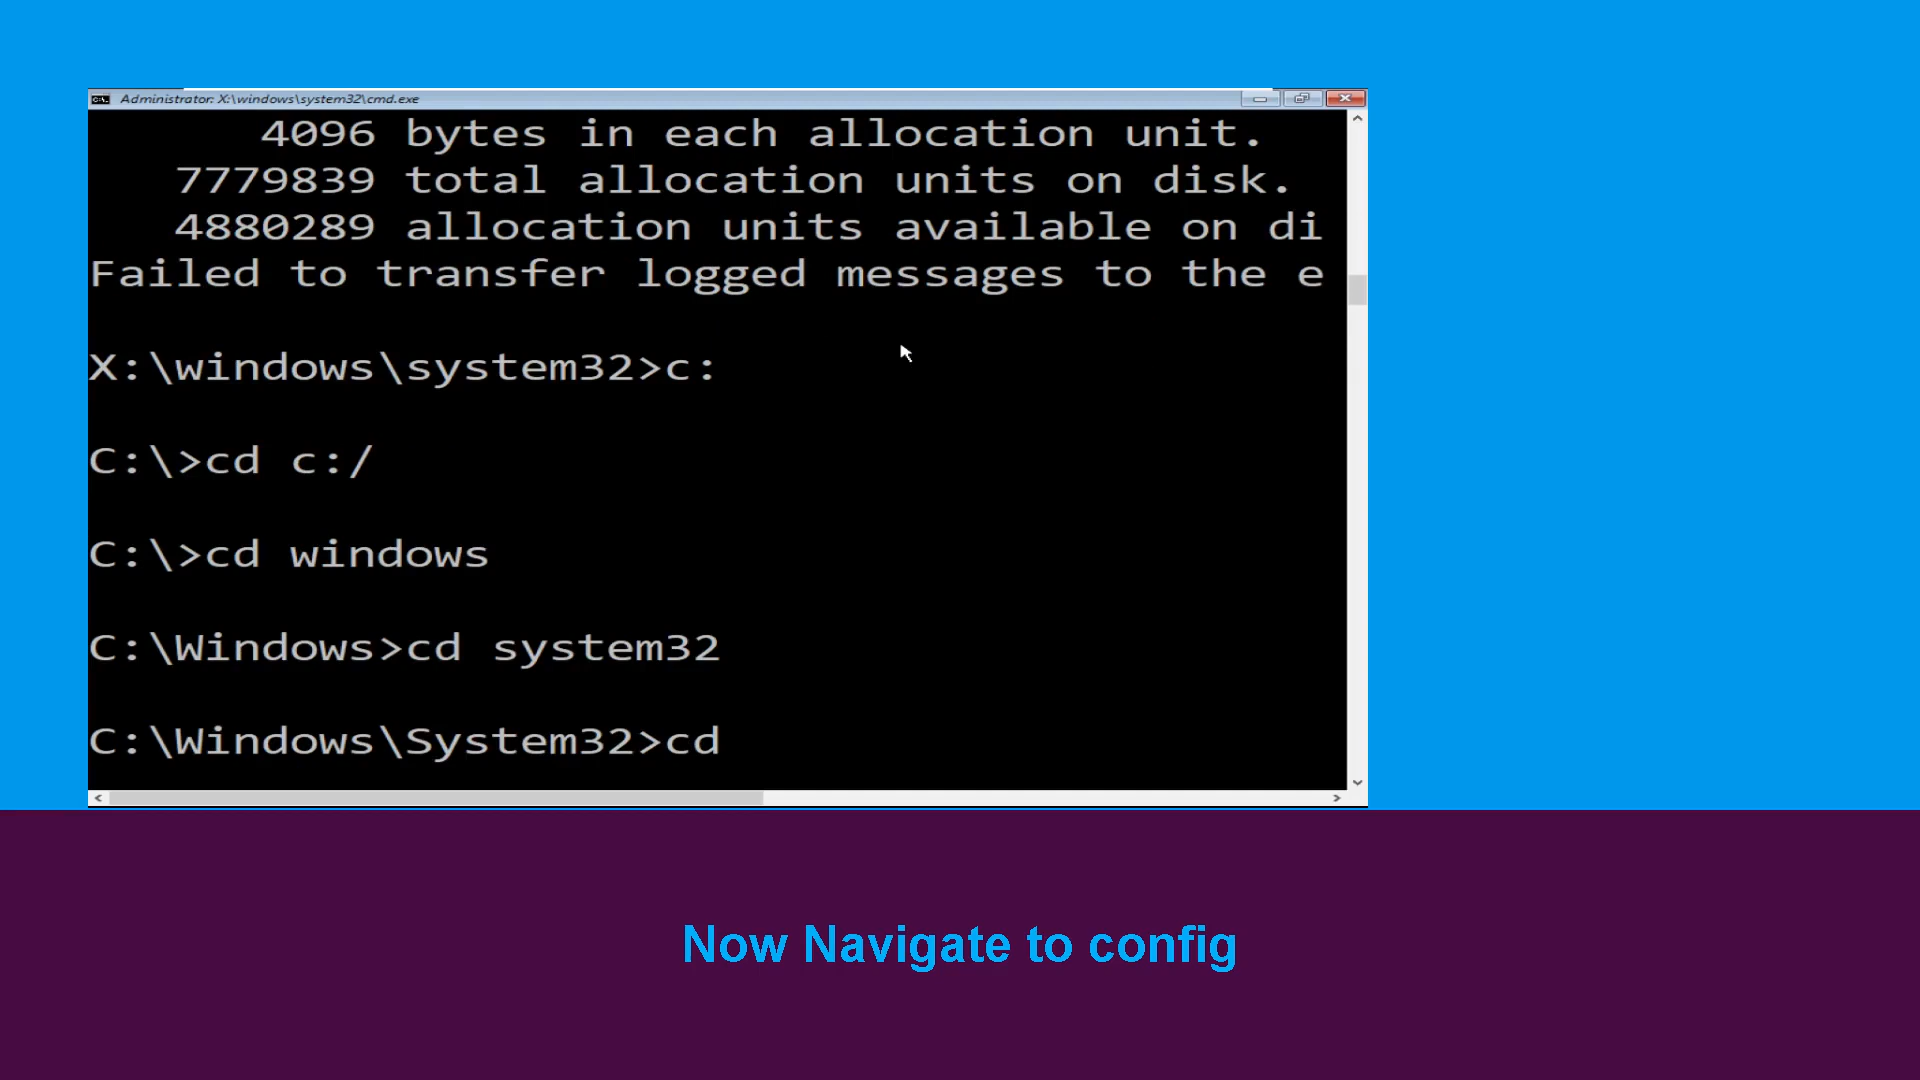 Administrator: X:\windows\system32\cmd.exe
4096 bytes in each allocation unit.
7779839 total allocation units on disk.
4880289 allocation units available on di
Failed to transfer logged messages to the e
X:\windows\system32>c:
C:\>cd c:/
C:\>cd windows
C:\Windows>cd system32
C:\Windows\System32>cd
Now Navigate to config